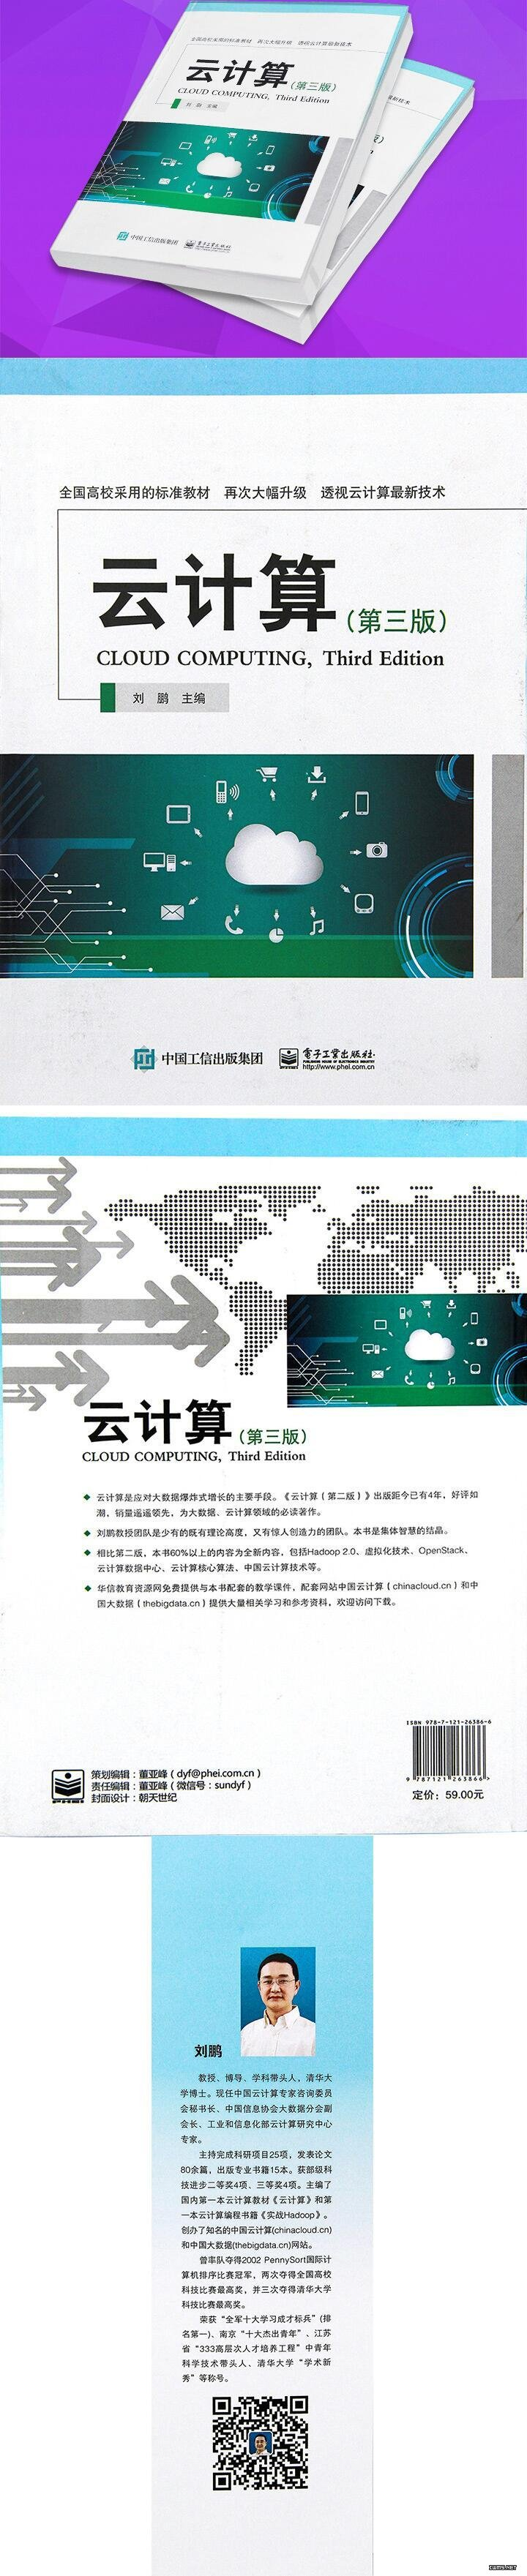 全国高校采用的标准教材 再次大幅升级 透视云计算最新技术
云计算(第三版)
CLOUD COMPUTING, Third Edition
刘 鹏 主编
中国工信出版集团 電子工業出版社
全国高校采用的标准教材 再次大幅升级 透视云计算最新技术
云计算(第三版)
CLOUD COMPUTING, Third Edition
刘 鹏 主编
中国工信出版集团 電子工業出版社
PUBLISHING HOUSE OF ELECTRONICS INDUSTRY
http://www.phei.com.cn
云计算(第三版)
CLOUD COMPUTING, Third Edition
◆ 云计算是应对大数据爆炸式增长的主要手段。《云计算(第二版)》出版距今已有4年,好评如
潮,销量遥遥领先,为大数据、云计算领域的必读著作。
◆ 刘鹏教授团队是少有的既有理论高度,又有惊人创造力的团队。本书是集体智慧的结晶。
◆ 相比第二版,本书60%以上的内容为全新内容,包括Hadoop 2.0、虚拟化技术、OpenStack、
云计算数据中心、云计算核心算法、中国云计算技术等。
◆ 华信教育资源网免费提供与本书配套的教学课件,配套网站中国云计算(chinacloud.cn)和中
国大数据(thebigdata.cn)提供大量相关学习和参考资料,欢迎访问下载。
ISBN 978-7-121-26386-6
9 787121 263866 >
定价:59.00元
PHEI
策划编辑:董亚峰(dyf@phei.com.cn)
责任编辑:董亚峰(微信号:sundyf)
封面设计:朝天世纪
刘鹏
教授、博导、学科带头人,清华大
学博士。现任中国云计算专家咨询委员
会秘书长、中国信息协会大数据分会副
会长、工业和信息化部云计算研究中心
专家。
主持完成科研项目25项,发表论文
80余篇,出版专业书籍15本。获部级科
技进步二等奖4项、三等奖4项。主编了
国内第一本云计算教材《云计算》和第
一本云计算编程书籍《实战Hadoop》。
创办了知名的中国云计算(chinacloud.cn)
和中国大数据(thebigdata.cn)网站。
曾率队夺得2002 PennySort国际计
算机排序比赛冠军,两次夺得全国高校
科技比赛最高奖,并三次夺得清华大学
科技比赛最高奖。
荣获“全军十大学习成才标兵”(排
名第一)、南京“十大杰出青年”、江苏
省“333高层次人才培养工程”中青年
科学技术带头人、清华大学“学术新
秀”等称号。